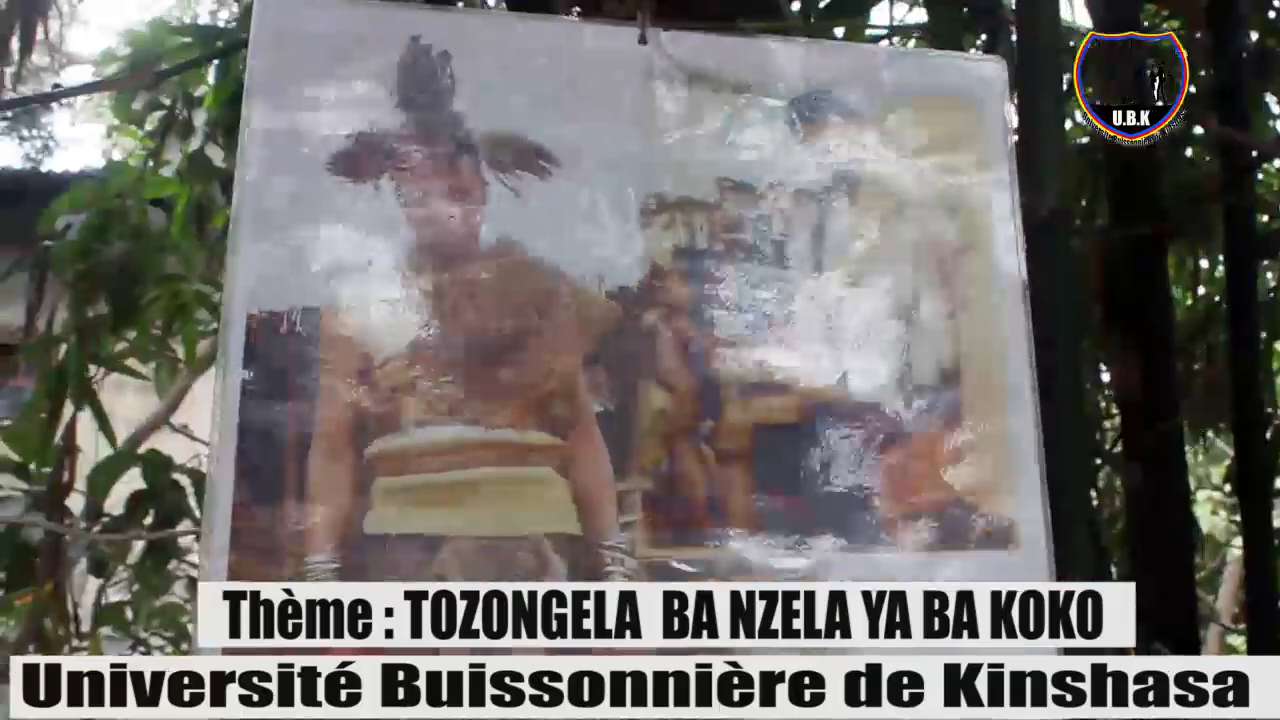 U.B.K
Thème : TOZONGELA BA NZELA YA BA KOKO
Université Buissonnière de Kinshasa